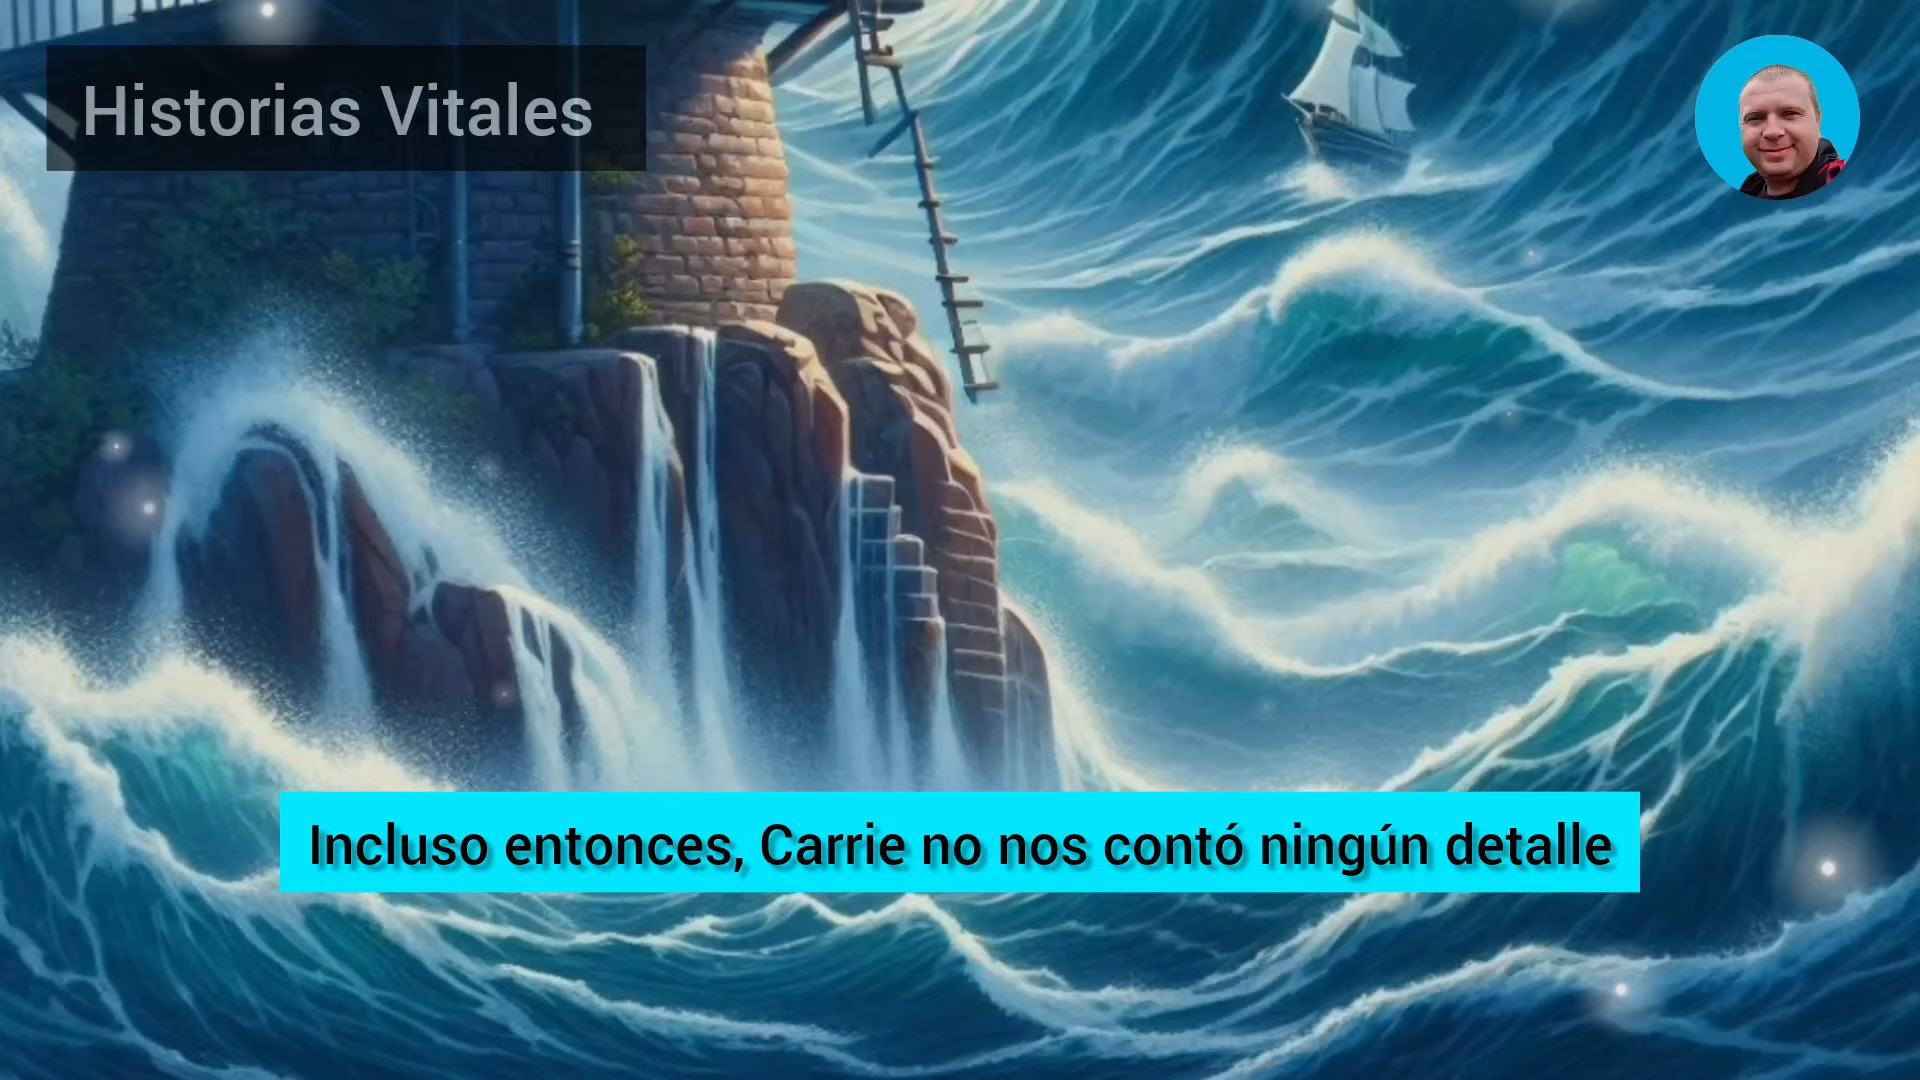 Historias Vitales
Incluso entonces, Carrie no nos contó ningún detalle